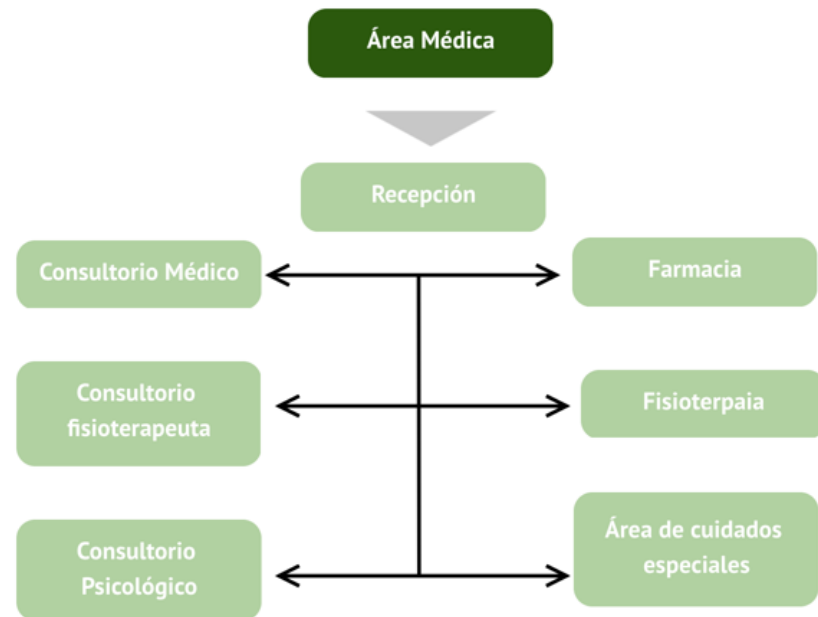 Área Médica
Recepción
Consultorio Médico
Farmacia
Consultorio
fisioterapeuta
Fisioterpaia
Consultorio
Psicológico
Área de cuidados
especiales